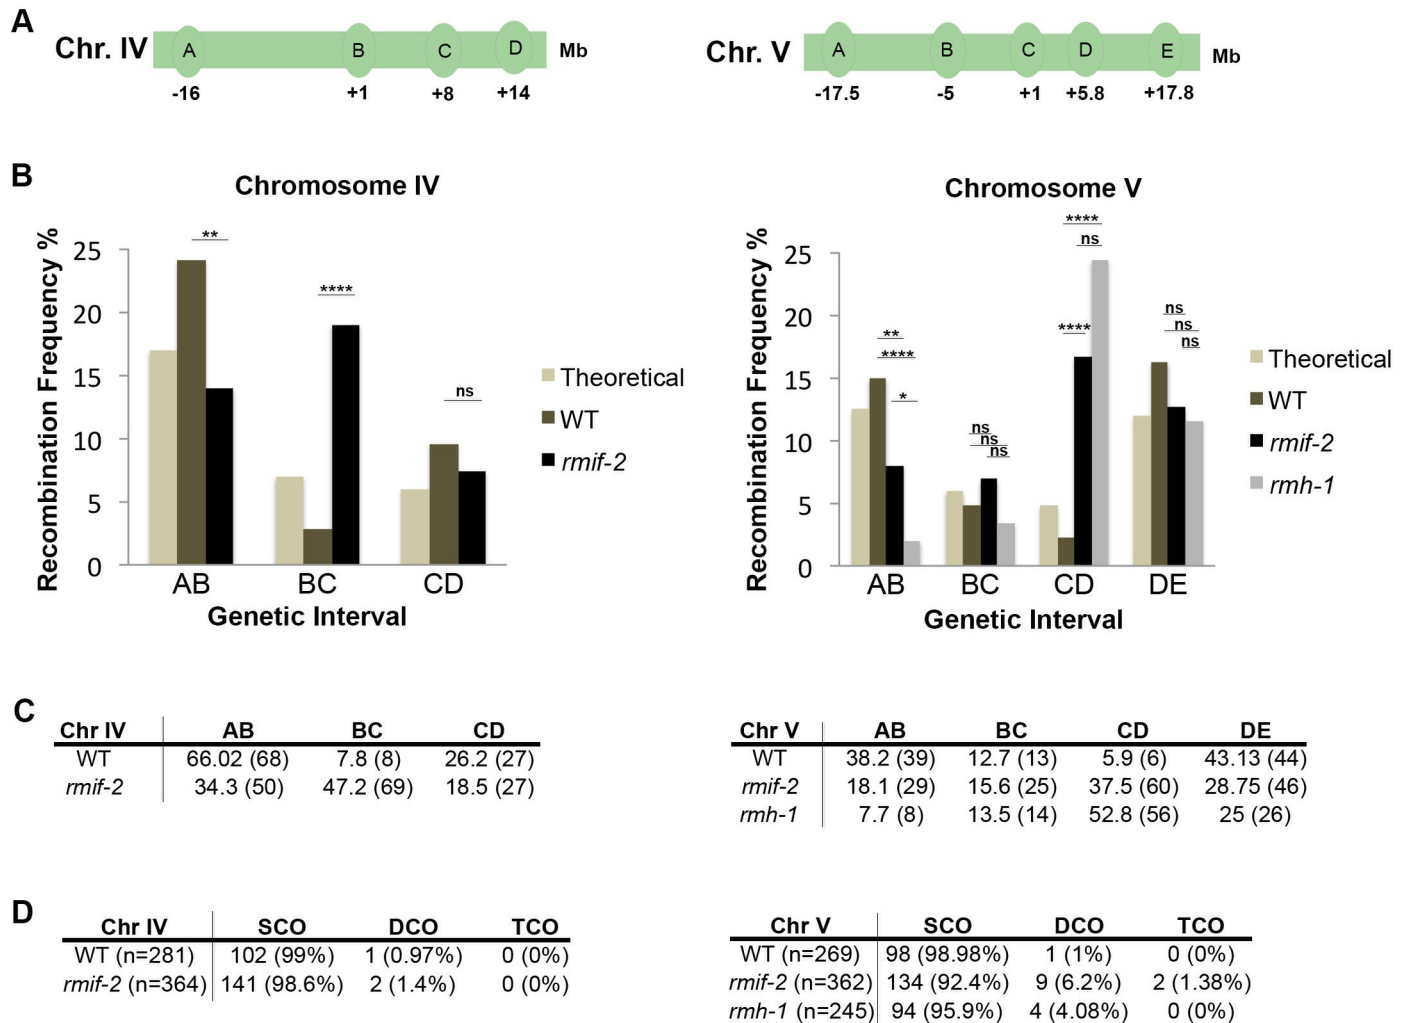 A
Chr. IV A B C D Mb
-16 +1 +8 +14
Chr. V A B C D E Mb
-17.5 -5 +1 +5.8 +17.8
B
Chromosome IV
Recombination Frequency %
25
20
15
10
5
0
**
****
ns
AB BC CD
Genetic Interval
Theoretical
WT
rmif-2
Chromosome V
Recombination Frequency %
25
20
15
10
5
0
**
****
*
ns
ns
ns
****
ns
****
ns
ns
ns
AB BC CD DE
Genetic Interval
Theoretical
WT
rmif-2
rmh-1
C
Chr IV AB BC CD
WT 66.02 (68) 7.8 (8) 26.2 (27)
rmif-2 34.3 (50) 47.2 (69) 18.5 (27)
Chr V AB BC CD DE
WT 38.2 (39) 12.7 (13) 5.9 (6) 43.13 (44)
rmif-2 18.1 (29) 15.6 (25) 37.5 (60) 28.75 (46)
rmh-1 7.7 (8) 13.5 (14) 52.8 (56) 25 (26)
D
Chr IV SCO DCO TCO
WT (n=281) 102 (99%) 1 (0.97%) 0 (0%)
rmif-2 (n=364) 141 (98.6%) 2 (1.4%) 0 (0%)
Chr V SCO DCO TCO
WT (n=269) 98 (98.98%) 1 (1%) 0 (0%)
rmif-2 (n=362) 134 (92.4%) 9 (6.2%) 2 (1.38%)
rmh-1 (n=245) 94 (95.9%) 4 (4.08%) 0 (0%)